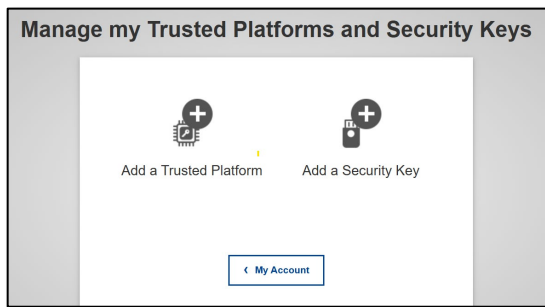 Manage my Trusted Platforms and Security Keys
Add a Trusted Platform
Add a Security Key
‹ My Account